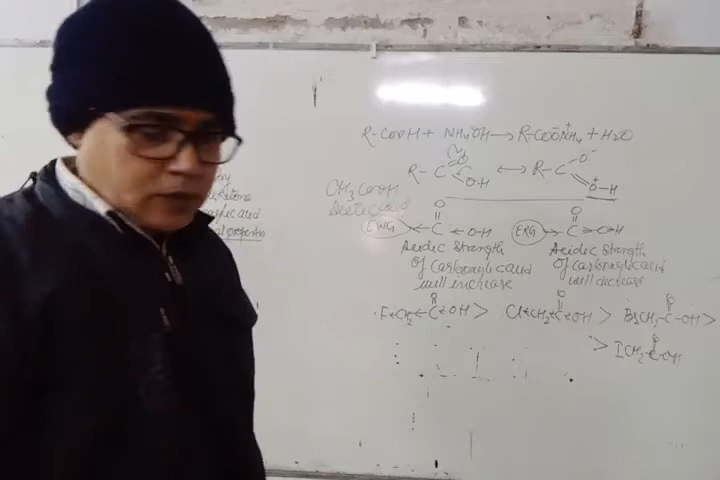 R-COOH + NH4OH → R-COONH4 + H2O
R-C O OH ↔ R-C O O-H
CH3COOH
Acetic acid
O
EWG ← C ← OH
O
ERG → C → OH
Acidic Strength
of Carboxylic acid
will increase
Acidic Strength
of carboxylic acid
will decrease
F←CH2←C←OH > Cl←CH2←C←OH > BrCH2-C-OH >
> ICH2-C-OH
acid